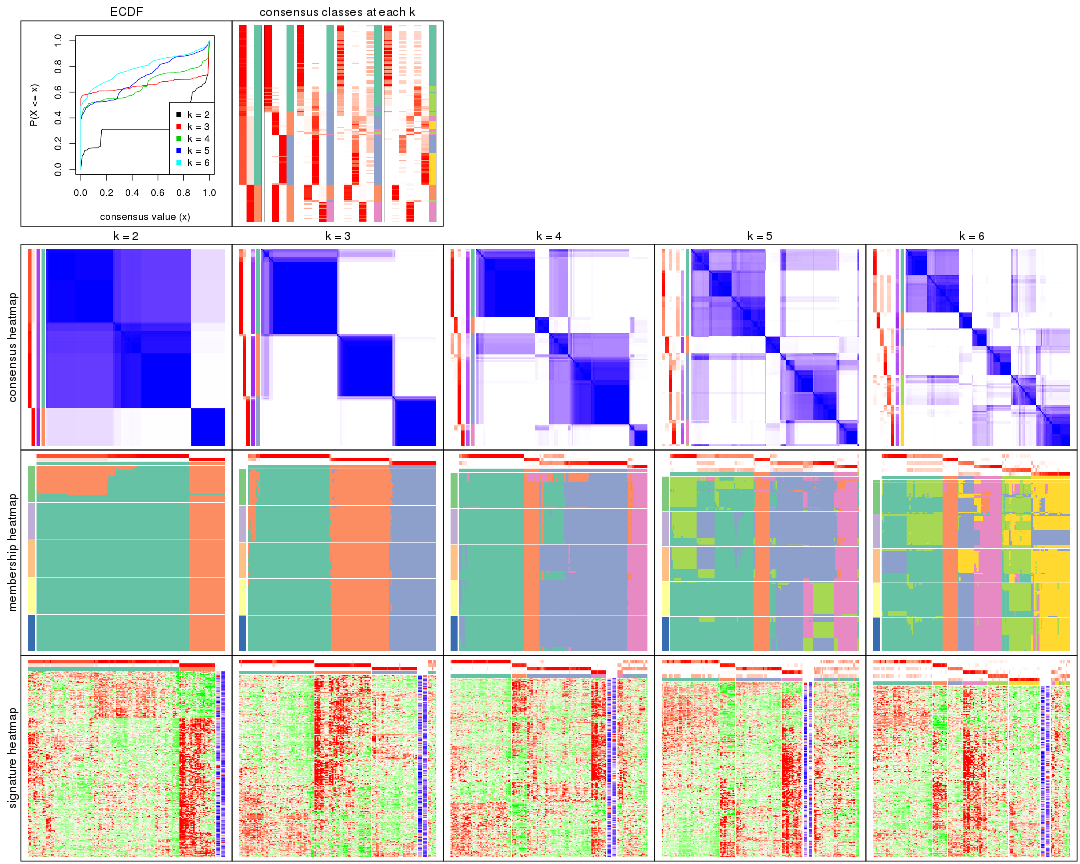 ECDF
consensus classes at each k
P(X <= x)
0.0
0.2
0.4
0.6
0.8
1.0
k = 2
k = 3
k = 4
k = 5
k = 6
0.0 0.2 0.4 0.6 0.8 1.0
consensus value (x)
k = 2
k = 3
k = 4
k = 5
k = 6
consensus heatmap
membership heatmap
signature heatmap